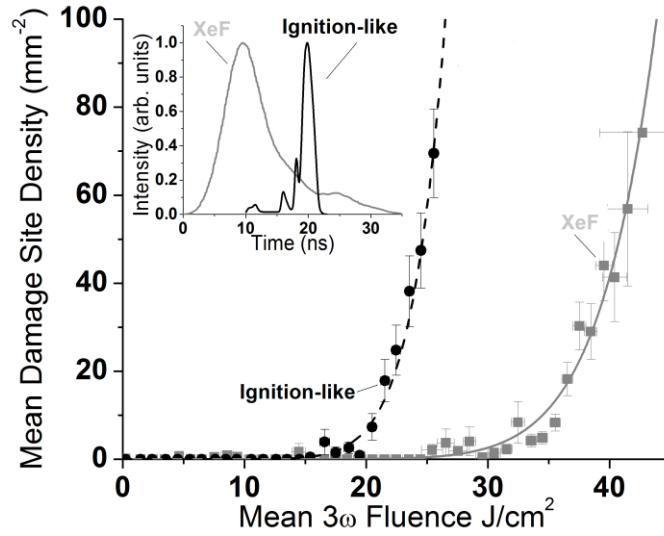 Mean Damage Site Density (mm⁻²)
100
80
60
40
20
0
XeF
Ignition-like
Intensity (arb. units)
1.0
0.8
0.6
0.4
0.2
0.0
0 10 20 30
Time (ns)
XeF
Ignition-like
0 10 20 30 40
Mean 3ω Fluence J/cm²